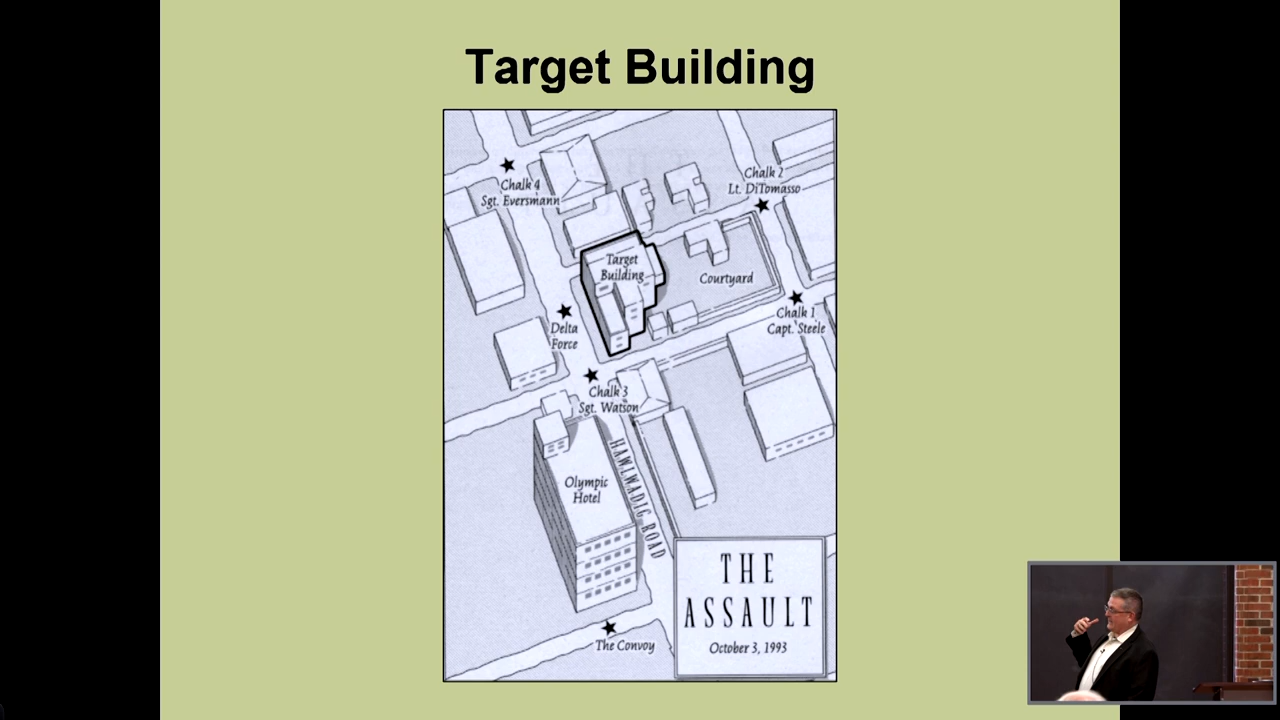 Target Building
Chalk 4
Sgt. Eversmann
Chalk 2
Lt. DiTomasso
Target
Building
Courtyard
Delta
Force
Chalk 1
Capt. Steele
Chalk 3
Sgt. Watson
Olympic
Hotel
HAWLWADIG ROAD
THE
ASSAULT
October 3, 1993
The Convoy